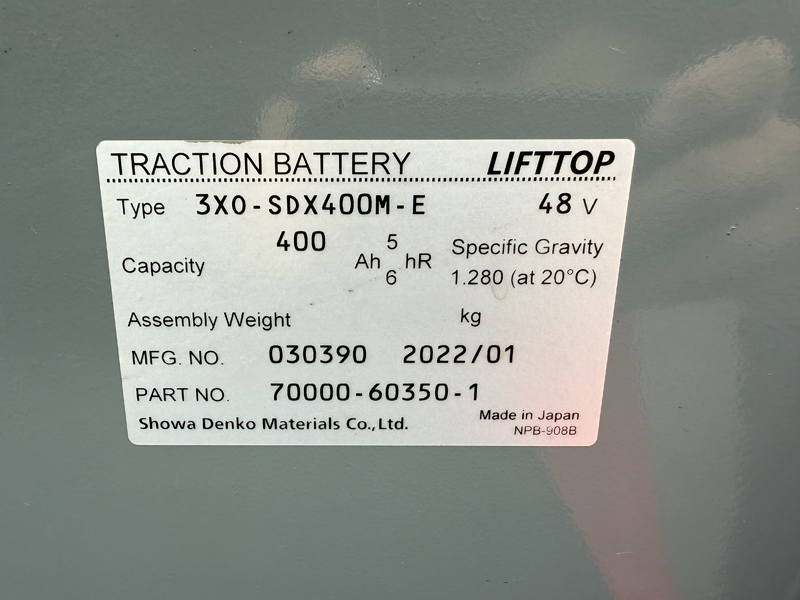 TRACTION BATTERY LIFTTOP
Type 3X0-SDX400M-E 48 V
Capacity 400 Ah 5 hR Specific Gravity
6 1.280 (at 20°C)
Assembly Weight kg
MFG. NO. 030390 2022/01
PART NO. 70000-60350-1
Showa Denko Materials Co.,Ltd. Made in Japan
NPB-908B